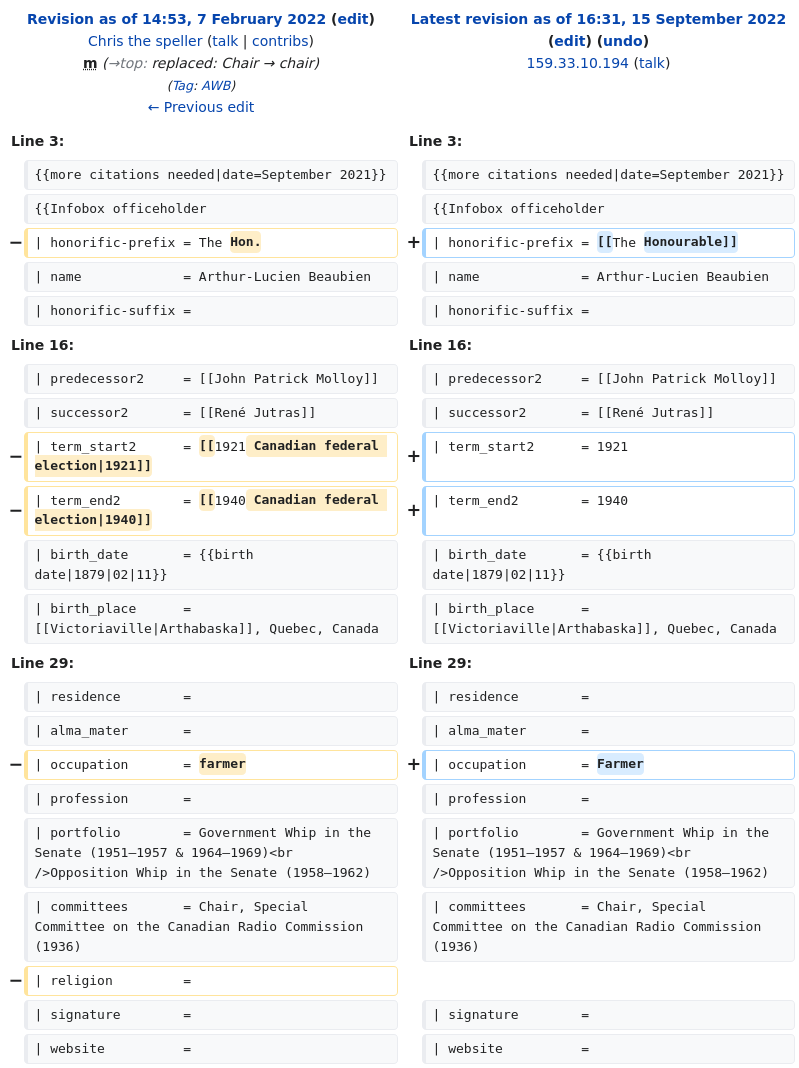 Revision as of 14:53, 7 February 2022 (edit)
Chris the speller (talk | contribs)
m (→top: replaced: Chair → chair)
(Tag: AWB)
← Previous edit
Latest revision as of 16:31, 15 September 2022
(edit) (undo)
159.33.10.194 (talk)
Line 3:
Line 3:
{{more citations needed|date=September 2021}}
{{more citations needed|date=September 2021}}
{{Infobox officeholder
{{Infobox officeholder
− | honorific-prefix = The Hon.
+ | honorific-prefix = [[The Honourable]]
| name             = Arthur-Lucien Beaubien
| name             = Arthur-Lucien Beaubien
| honorific-suffix =
| honorific-suffix =
Line 16:
Line 16:
| predecessor2     = [[John Patrick Molloy]]
| predecessor2     = [[John Patrick Molloy]]
| successor2       = [[René Jutras]]
| successor2       = [[René Jutras]]
− | term_start2      = [[1921 Canadian federal
election|1921]]
+ | term_start2      = 1921
− | term_end2        = [[1940 Canadian federal
election|1940]]
+ | term_end2        = 1940
| birth_date       = {{birth
date|1879|02|11}}
| birth_date       = {{birth
date|1879|02|11}}
| birth_place      =
[[Victoriaville|Arthabaska]], Quebec, Canada
| birth_place      =
[[Victoriaville|Arthabaska]], Quebec, Canada
Line 29:
Line 29:
| residence        =
| residence        =
| alma_mater       =
| alma_mater       =
− | occupation       = farmer
+ | occupation       = Farmer
| profession       =
| profession       =
| portfolio        = Government Whip in the
Senate (1951–1957 & 1964–1969)<br
/>Opposition Whip in the Senate (1958–1962)
| portfolio        = Government Whip in the
Senate (1951–1957 & 1964–1969)<br
/>Opposition Whip in the Senate (1958–1962)
| committees       = Chair, Special
Committee on the Canadian Radio Commission
(1936)
| committees       = Chair, Special
Committee on the Canadian Radio Commission
(1936)
− | religion         =
| signature        =
| signature        =
| website          =
| website          =